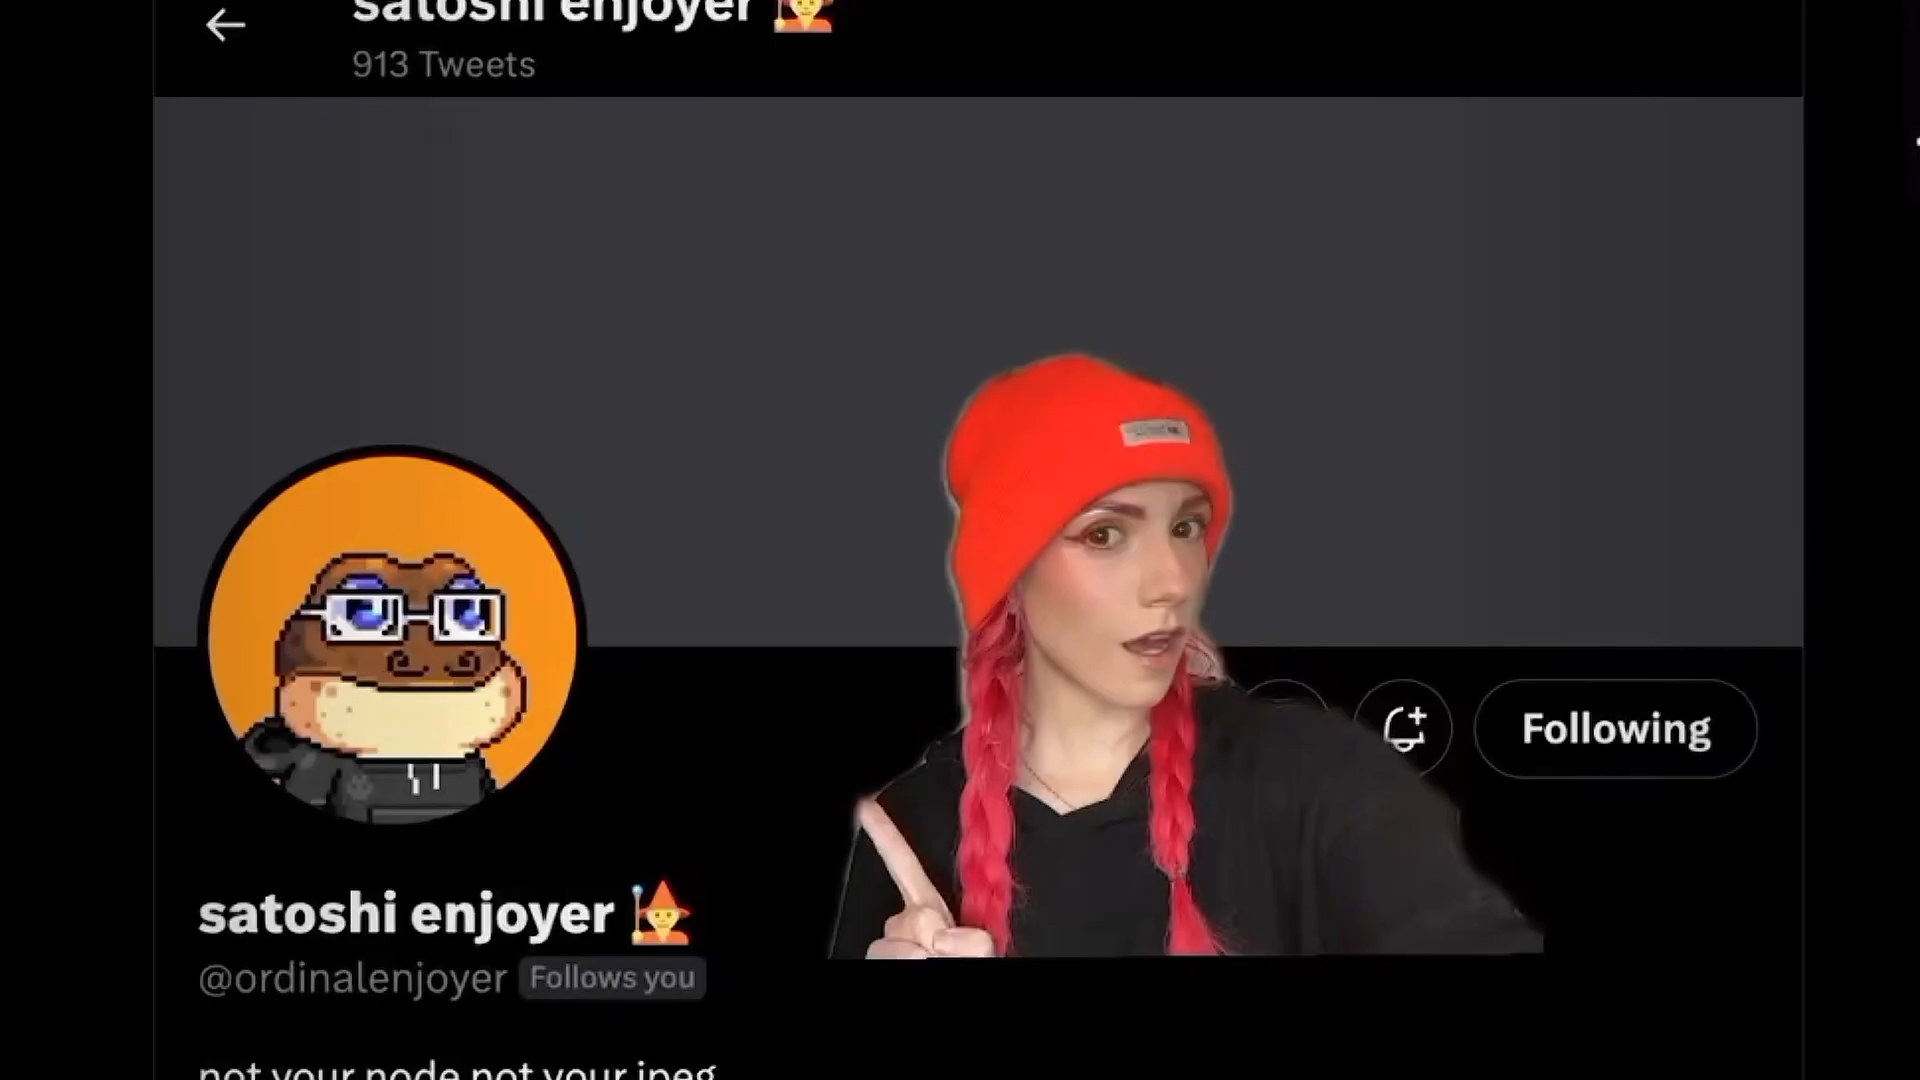 satoshi enjoyer
913 Tweets
Following
satoshi enjoyer
@ordinalenjoyer Follows you
not your node not your jpeg